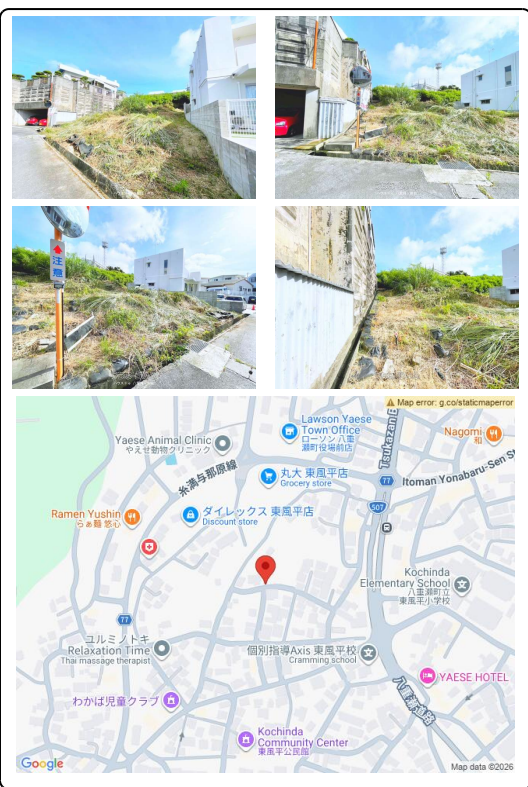 注意
Map error: g.co/staticmaperror
Lawson Yaese
Town Office
ローソン 八重
瀬町役場前店
Tsukazan B
Nagomi
和
Yaese Animal Clinic
やえせ動物クリニック
糸満与那原線
丸大 東風平店
Grocery store
77
Itoman Yonabaru-Sen St
507
Ramen Yushin
らぁ麺 悠心
ダイレックス 東風平店
Discount store
Kochinda
Elementary School
八重瀬町立
東風平小学校
77
ユルミノトキ
Relaxation Time
Thai massage therapist
個別指導Axis 東風平校
Cramming school
YAESE HOTEL
八重瀬道路
わかば児童クラブ
Kochinda
Community Center
東風平公民館
Google
Map data ©2026